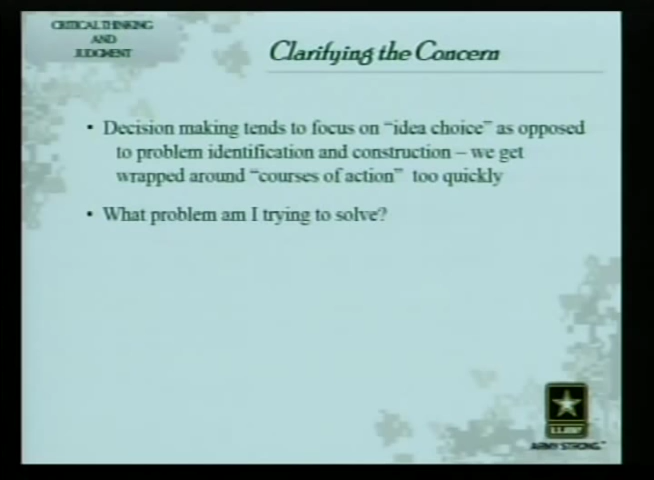 CRITICAL THINKING
AND
JUDGMENT
Clarifying the Concern
• Decision making tends to focus on “idea choice” as opposed
to problem identification and construction – we get
wrapped around “courses of action” too quickly
• What problem am I trying to solve?
U.S. ARMY
ARMY STRONG.™